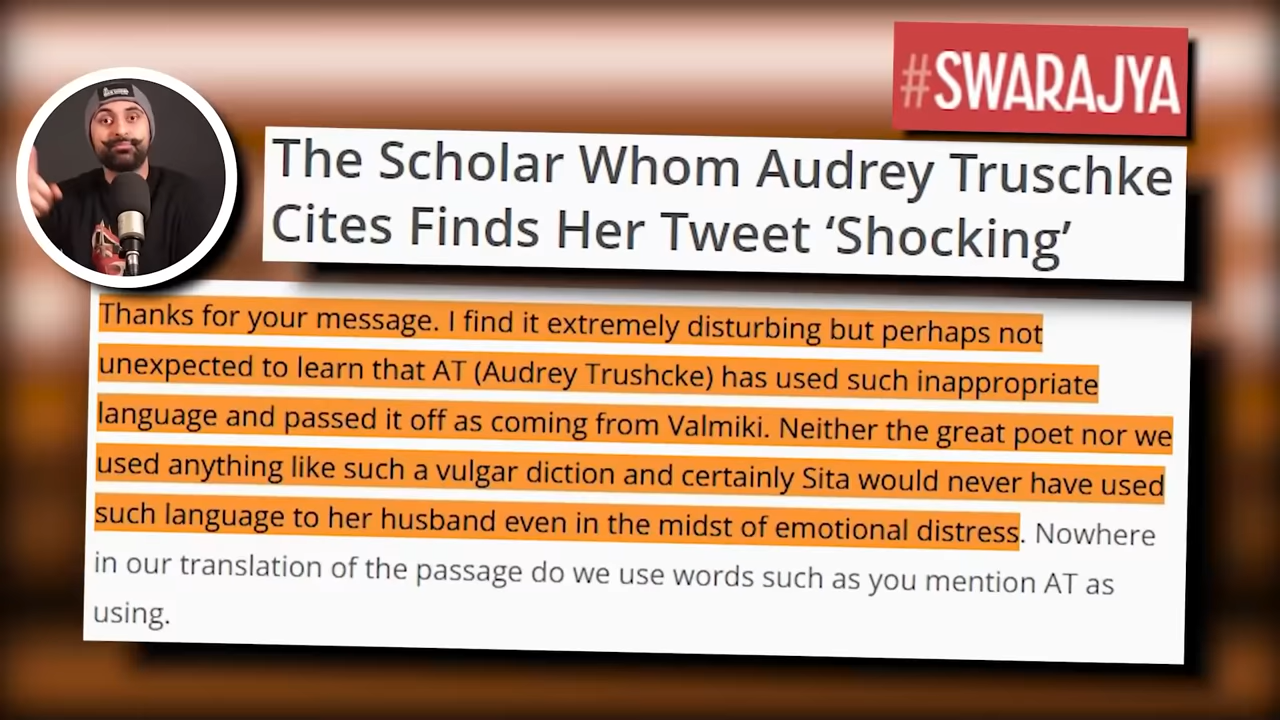 #SWARAJYA
The Scholar Whom Audrey Truschke
Cites Finds Her Tweet ‘Shocking’
Thanks for your message. I find it extremely disturbing but perhaps not
unexpected to learn that AT (Audrey Trushcke) has used such inappropriate
language and passed it off as coming from Valmiki. Neither the great poet nor we
used anything like such a vulgar diction and certainly Sita would never have used
such language to her husband even in the midst of emotional distress. Nowhere
in our translation of the passage do we use words such as you mention AT as
using.